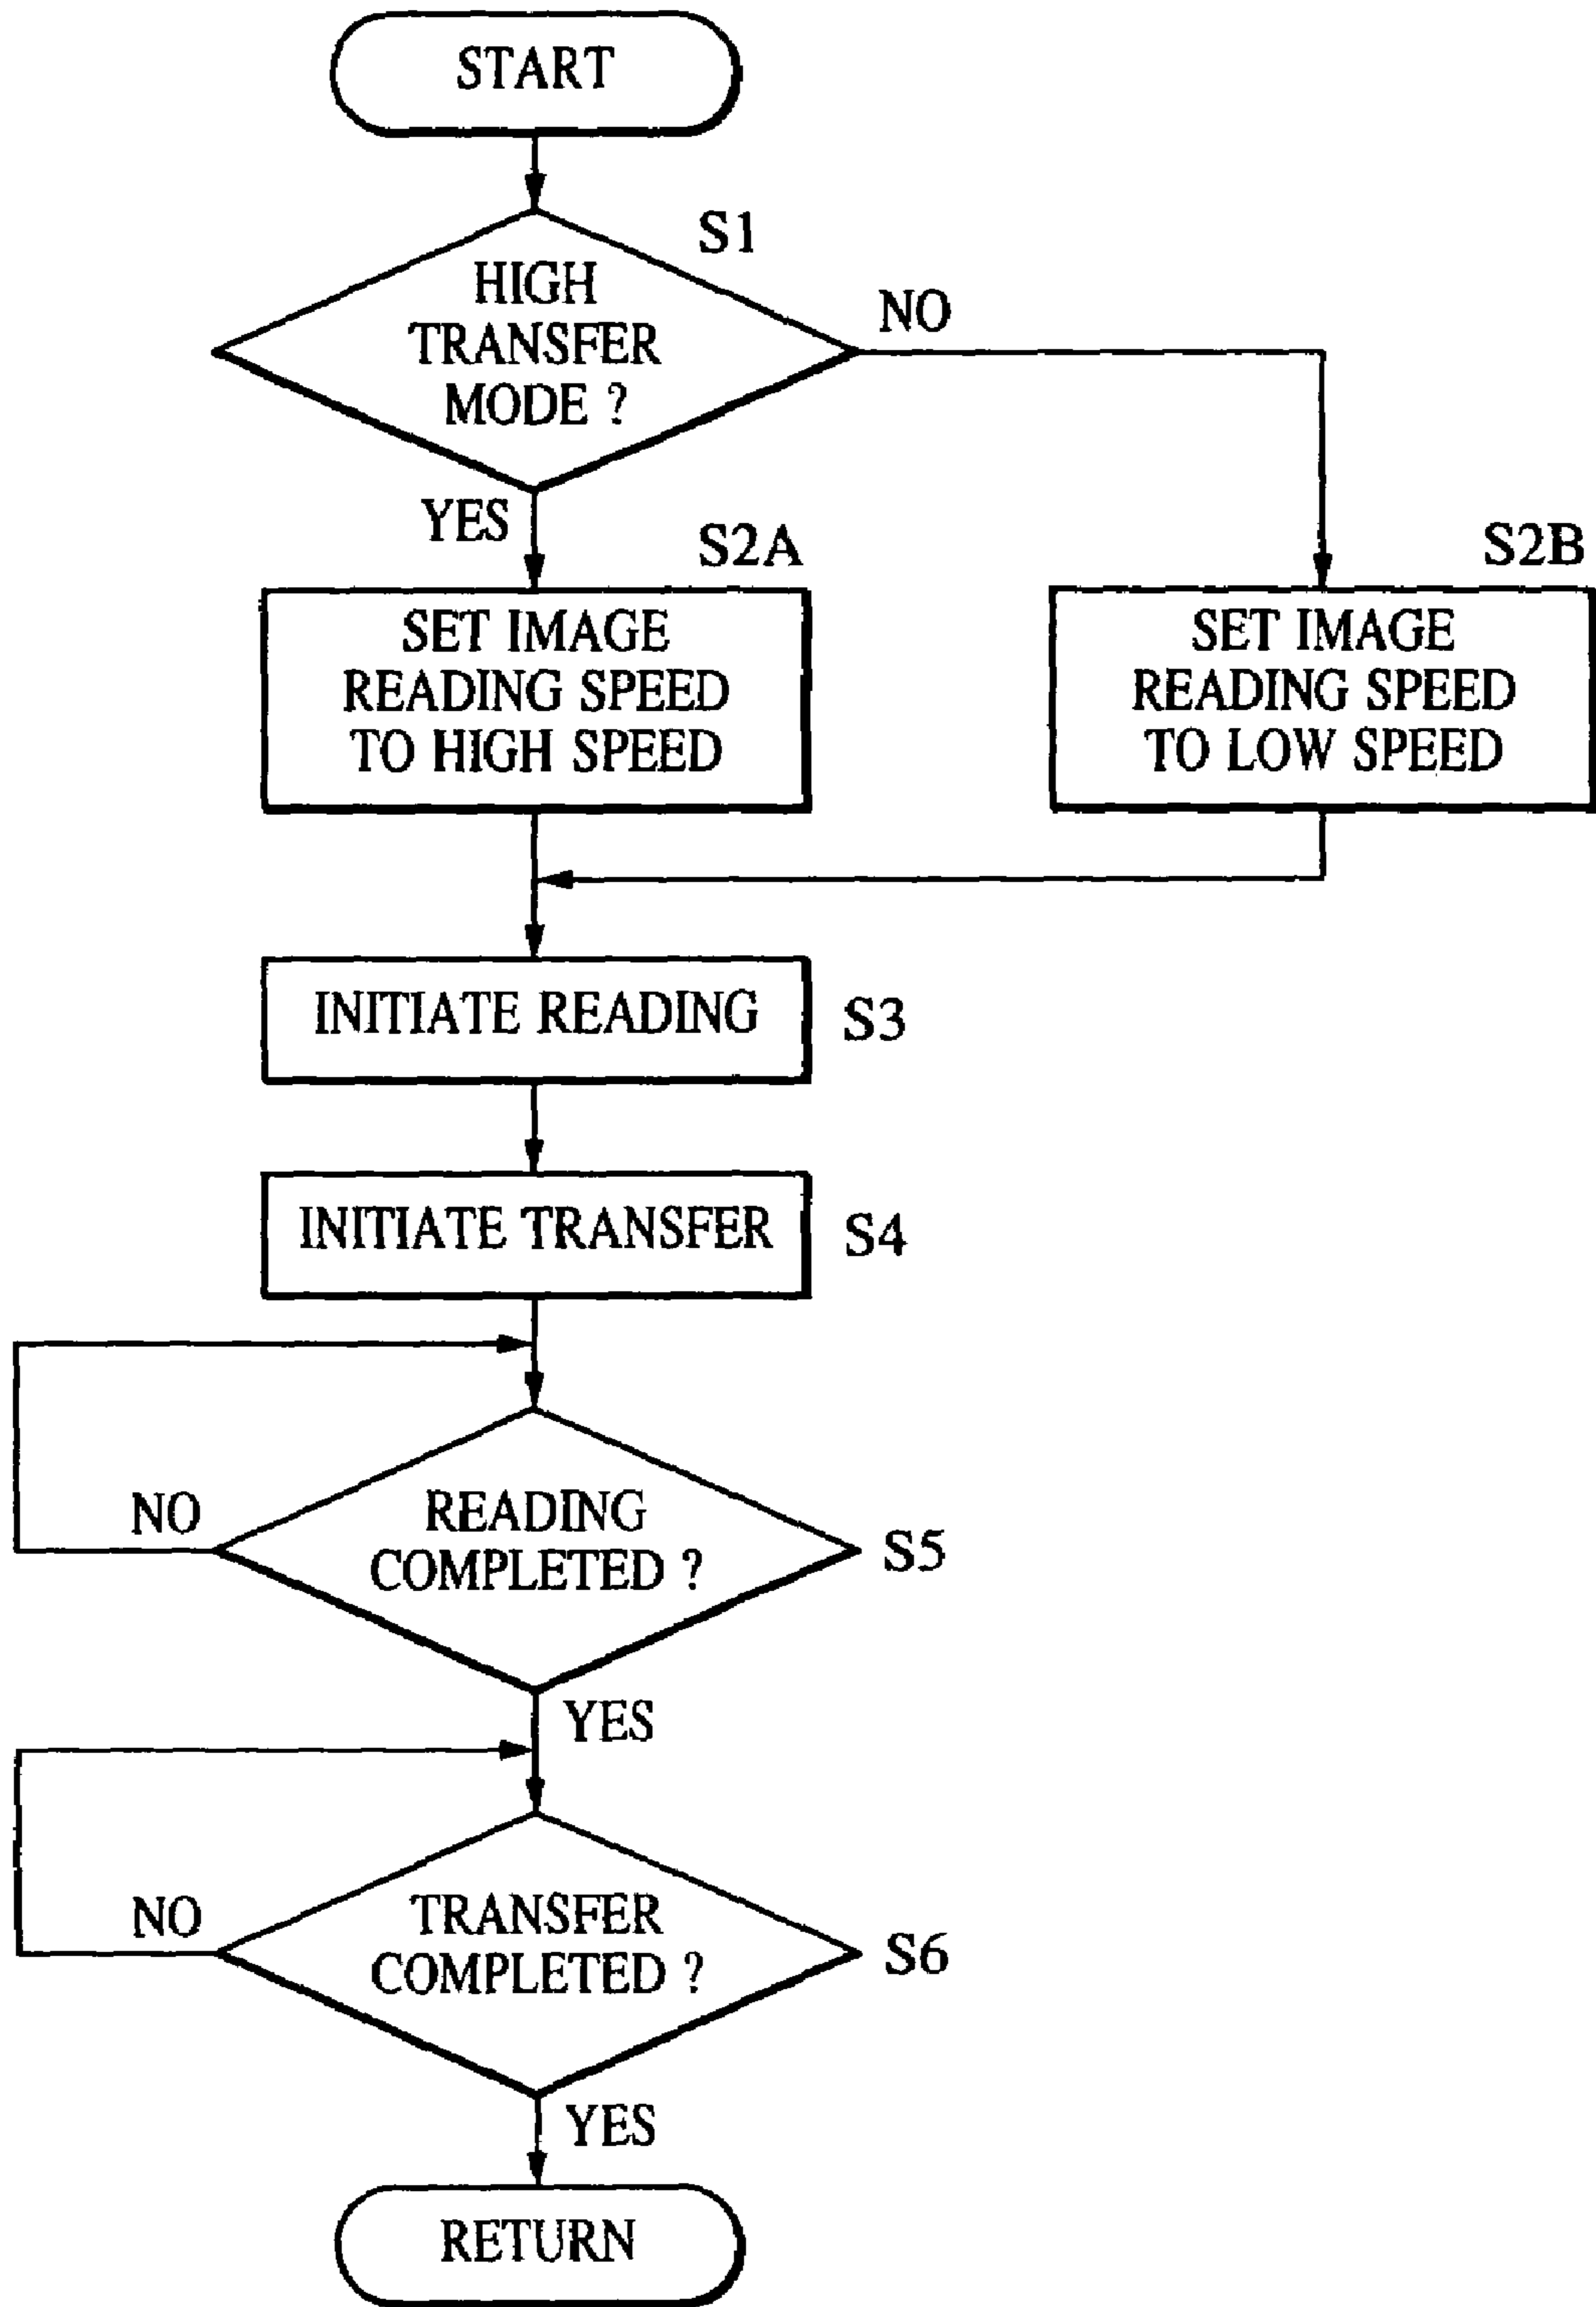 START
S1
HIGH
TRANSFER
MODE ?
NO
YES
S2A
SET IMAGE
READING SPEED
TO HIGH SPEED
S2B
SET IMAGE
READING SPEED
TO LOW SPEED
INITIATE READING
S3
INITIATE TRANSFER
S4
NO
READING
COMPLETED ?
S5
YES
NO
TRANSFER
COMPLETED ?
S6
YES
RETURN